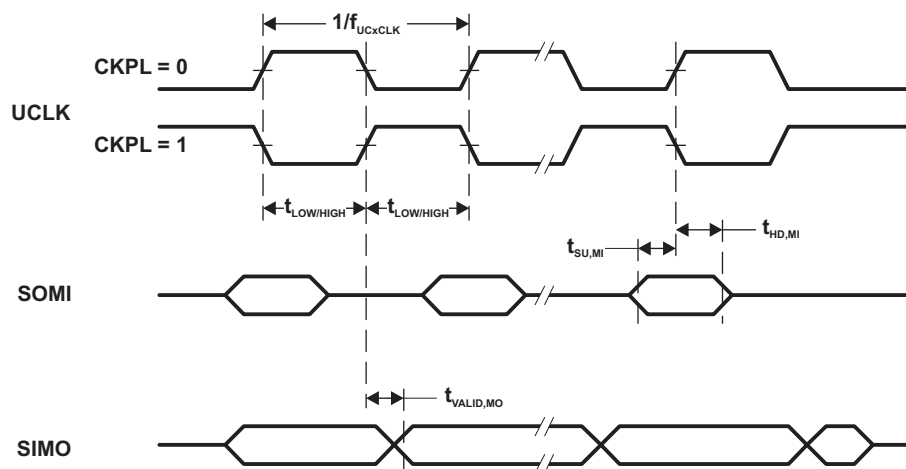 1/fUCxCLK
CKPL = 0
UCLK
CKPL = 1
tLOW/HIGH tLOW/HIGH
tSU,MI
tHD,MI
SOMI
tVALID,MO
SIMO